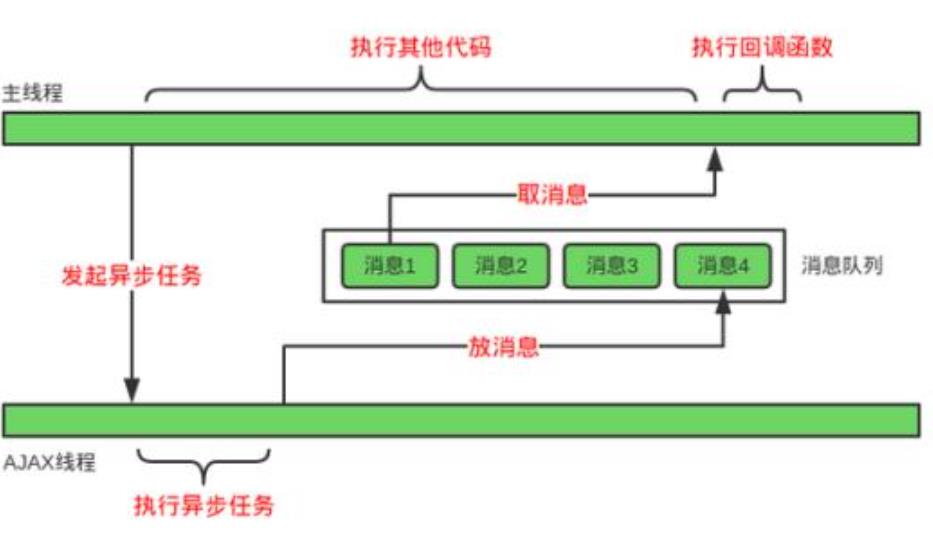 执行其他代码
执行回调函数
主线程
取消息
消息1
消息2
消息3
消息4
消息队列
发起异步任务
放消息
AJAX线程
执行异步任务